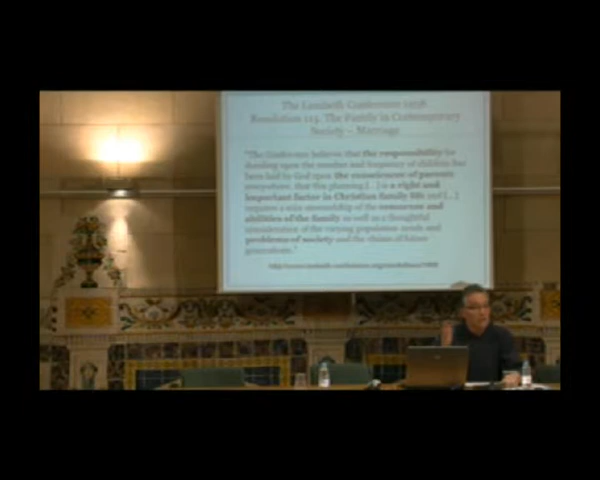 The Lambeth Conference 1958
Resolution 115. The Family in Contemporary
Society – Marriage
"The Conference believes that the responsibility for
deciding upon the number and frequency of children has
been laid by God upon the consciences of parents
everywhere, that this planning [...] is a right and
important factor in Christian family life and [...]
requires a wise stewardship of the resources and
abilities of the family as well as a thoughtful
consideration of the varying population needs and
problems of society and the claims of future
generations."